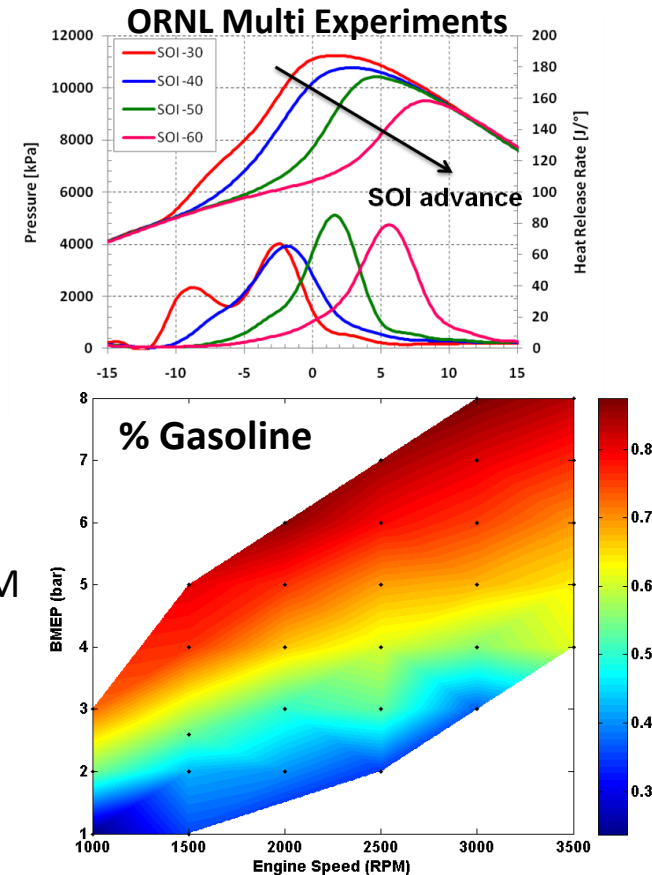 ORNL Multi Experiments
12000
10000
8000
6000
4000
2000
0
Pressure [kPa]
SOI-30
SOI-40
SOI-50
SOI-60
SOI advance
200
180
160
140
120
100
80
60
40
20
0
Heat Release Rate [J/°]
-15 -10 -5 0 5 10 15
% Gasoline
8
7
6
5
4
3
2
1
BMEP (bar)
M
0.8
0.7
0.6
0.5
0.4
0.3
1000 1500 2000 2500 3000 3500
Engine Speed (RPM)